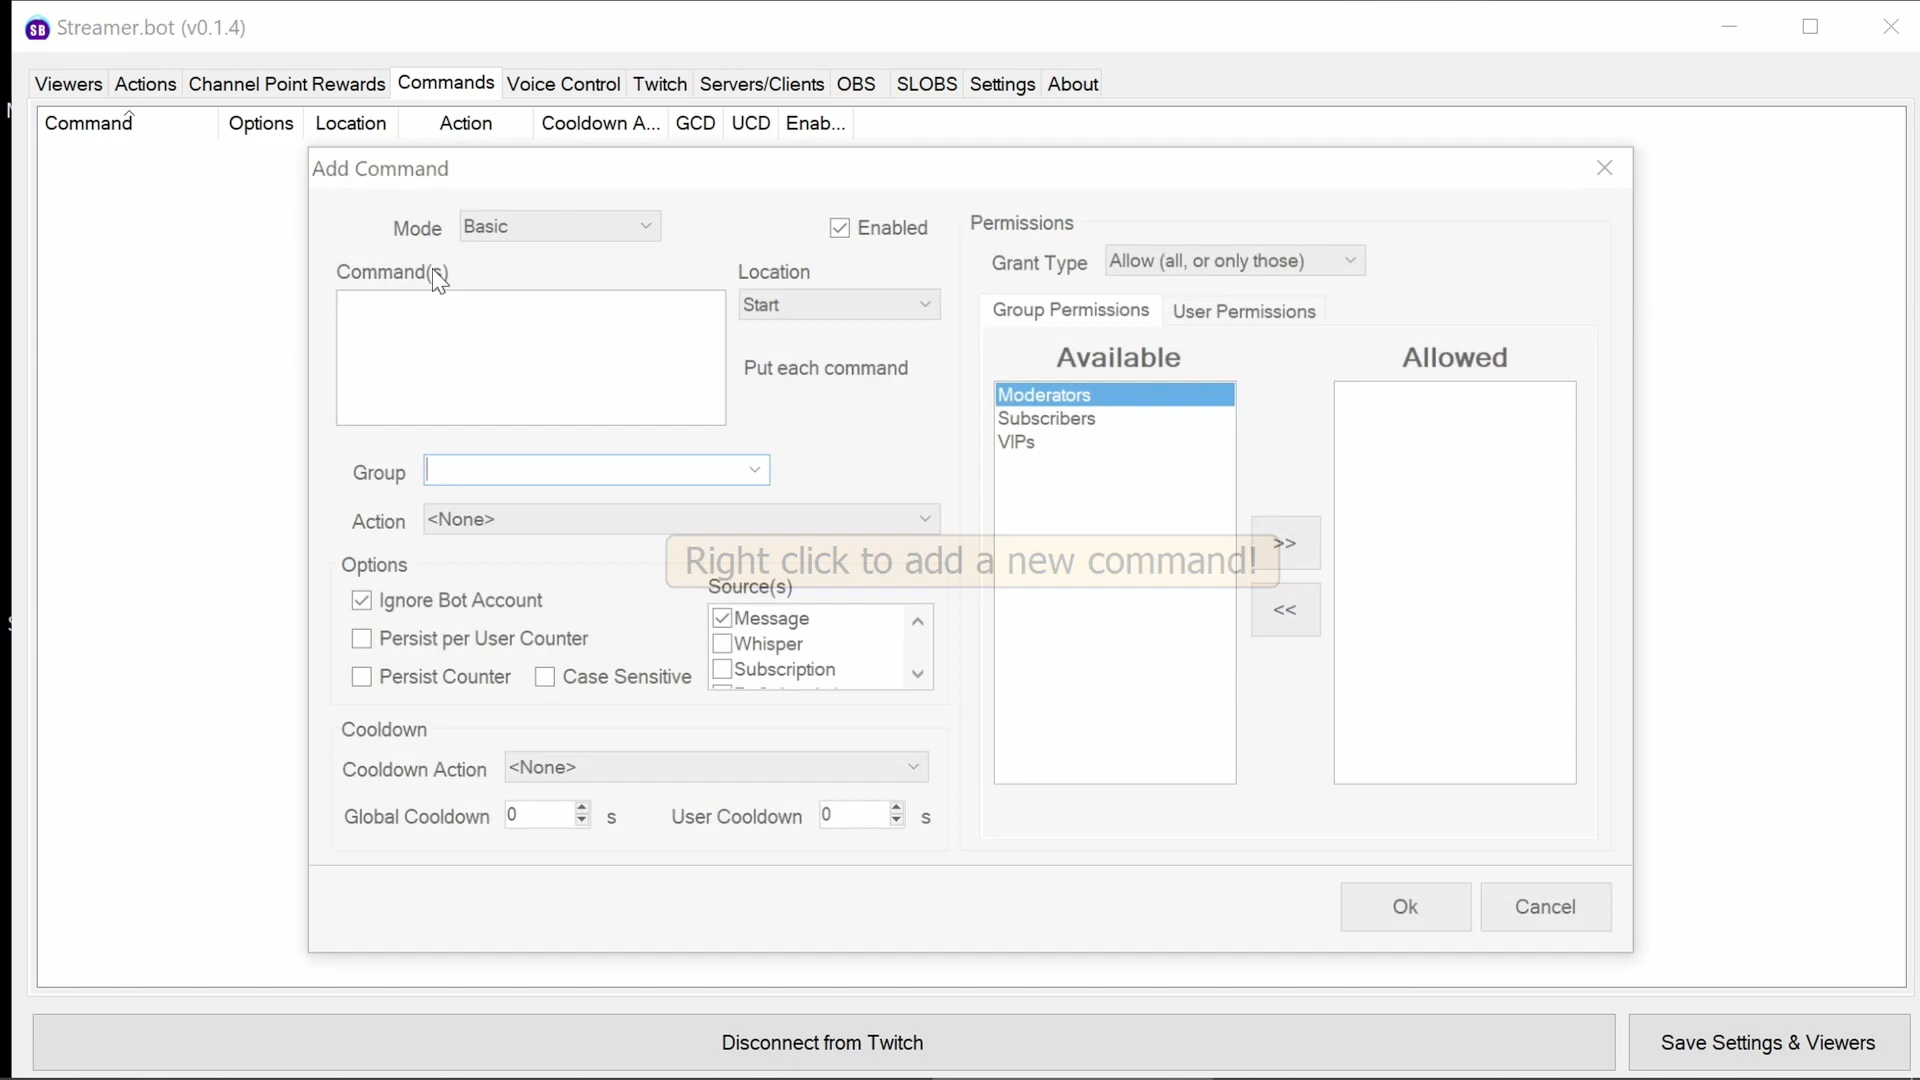 SB Streamer.bot (v0.1.4)
Viewers Actions Channel Point Rewards Commands Voice Control Twitch Servers/Clients OBS SLOBS Settings About
Command Options Location Action Cooldown A... GCD UCD Enab...
Add Command
Mode Basic Enabled
Permissions
Grant Type Allow (all, or only those)
Command(s) Location
Start
Group Permissions User Permissions
Put each command
Available Allowed
Moderators
Subscribers
VIPs
Group
Action <None>
>>
<<
Right click to add a new command!
Options
Source(s)
Ignore Bot Account
Message
Persist per User Counter
Whisper
Persist Counter Case Sensitive
Subscription
Cooldown
Cooldown Action <None>
Global Cooldown 0 s User Cooldown 0 s
Ok Cancel
Disconnect from Twitch Save Settings & Viewers